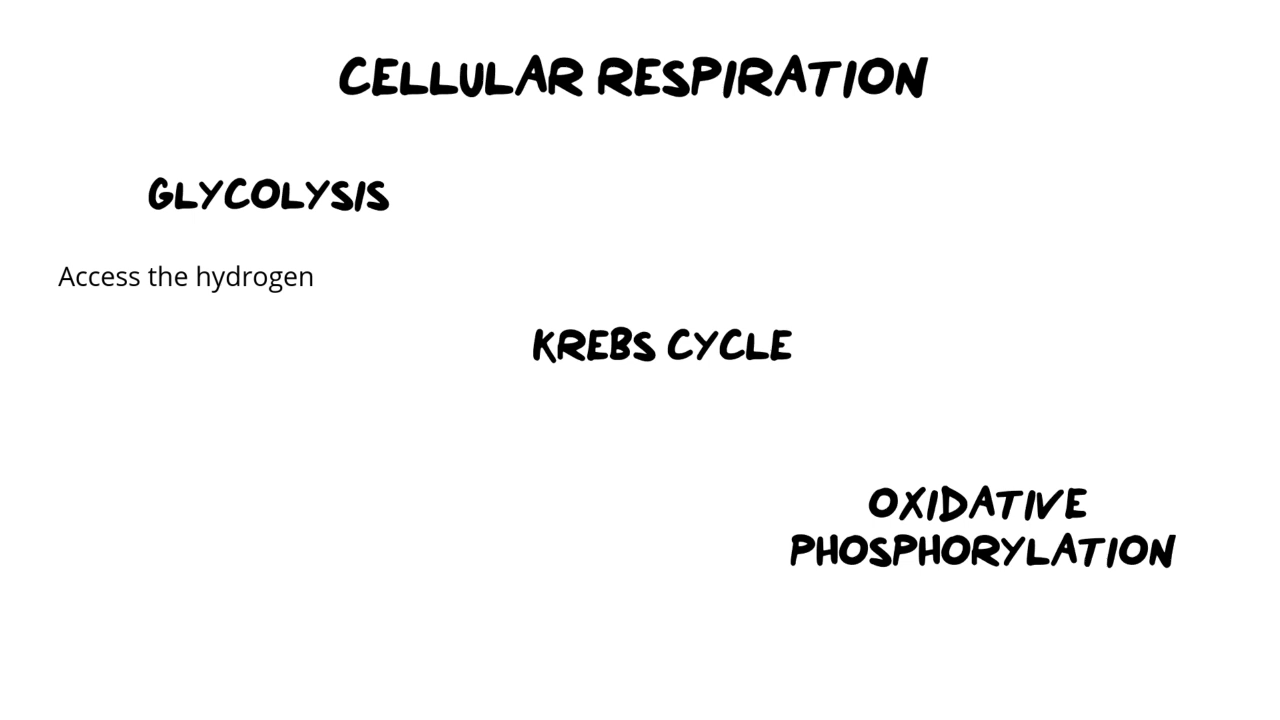 CELLULAR RESPIRATION
GLYCOLYSIS
Access the hydrogen
KREBS CYCLE
OXIDATIVE
PHOSPHORYLATION